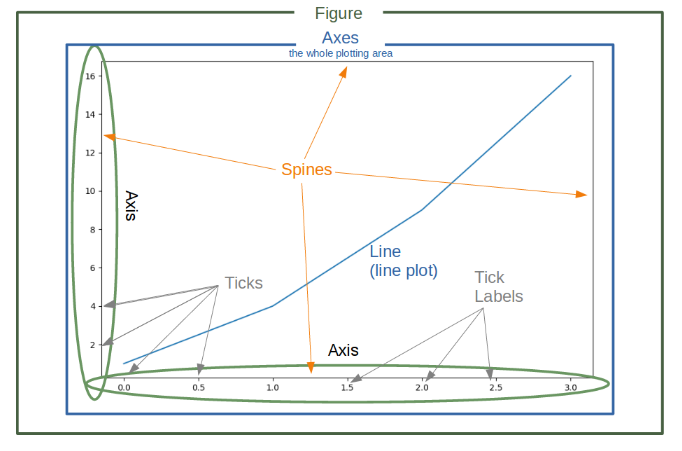 Figure
Axes
the whole plotting area
16
14
12
10
8
6
4
2
Axis
Spines
Line
(line plot)
Ticks
Tick
Labels
Axis
0.0 0.5 1.0 1.5 2.0 2.5 3.0